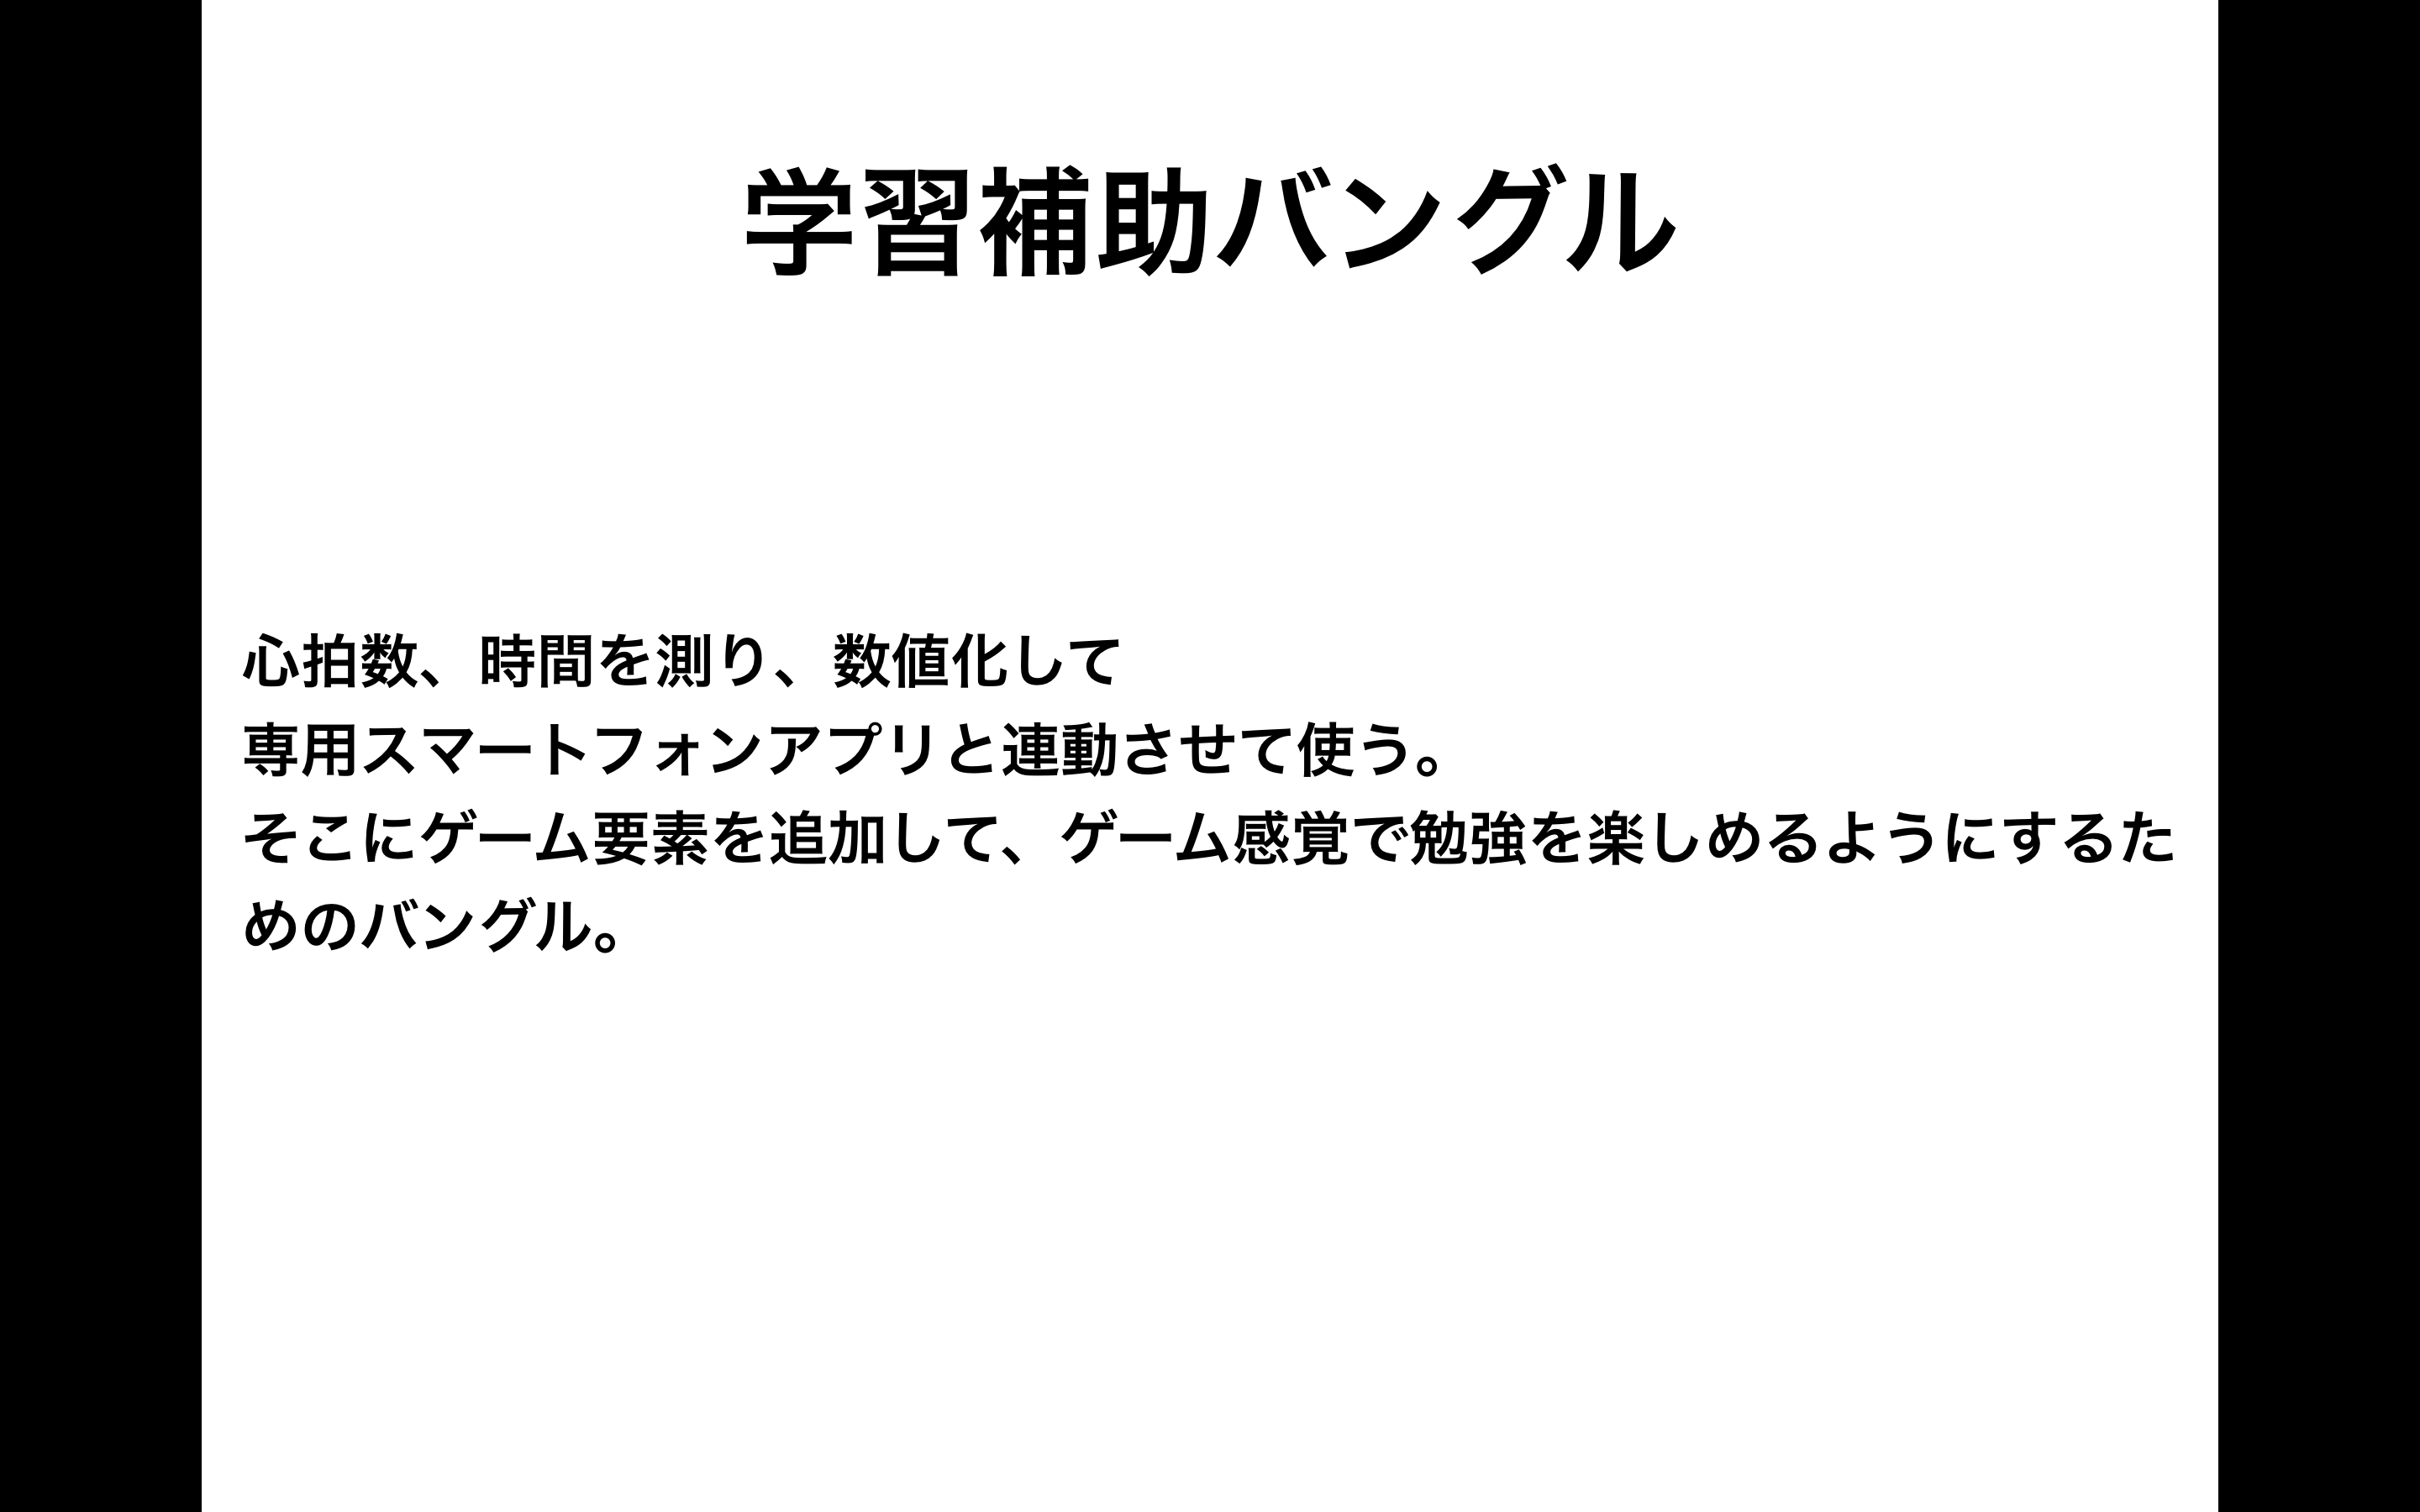 学習補助バングル
心拍数、時間を測り、数値化して
専用スマートフォンアプリと連動させて使う。
そこにゲーム要素を追加して、ゲーム感覚で勉強を楽しめるようにするた
めのバングル。